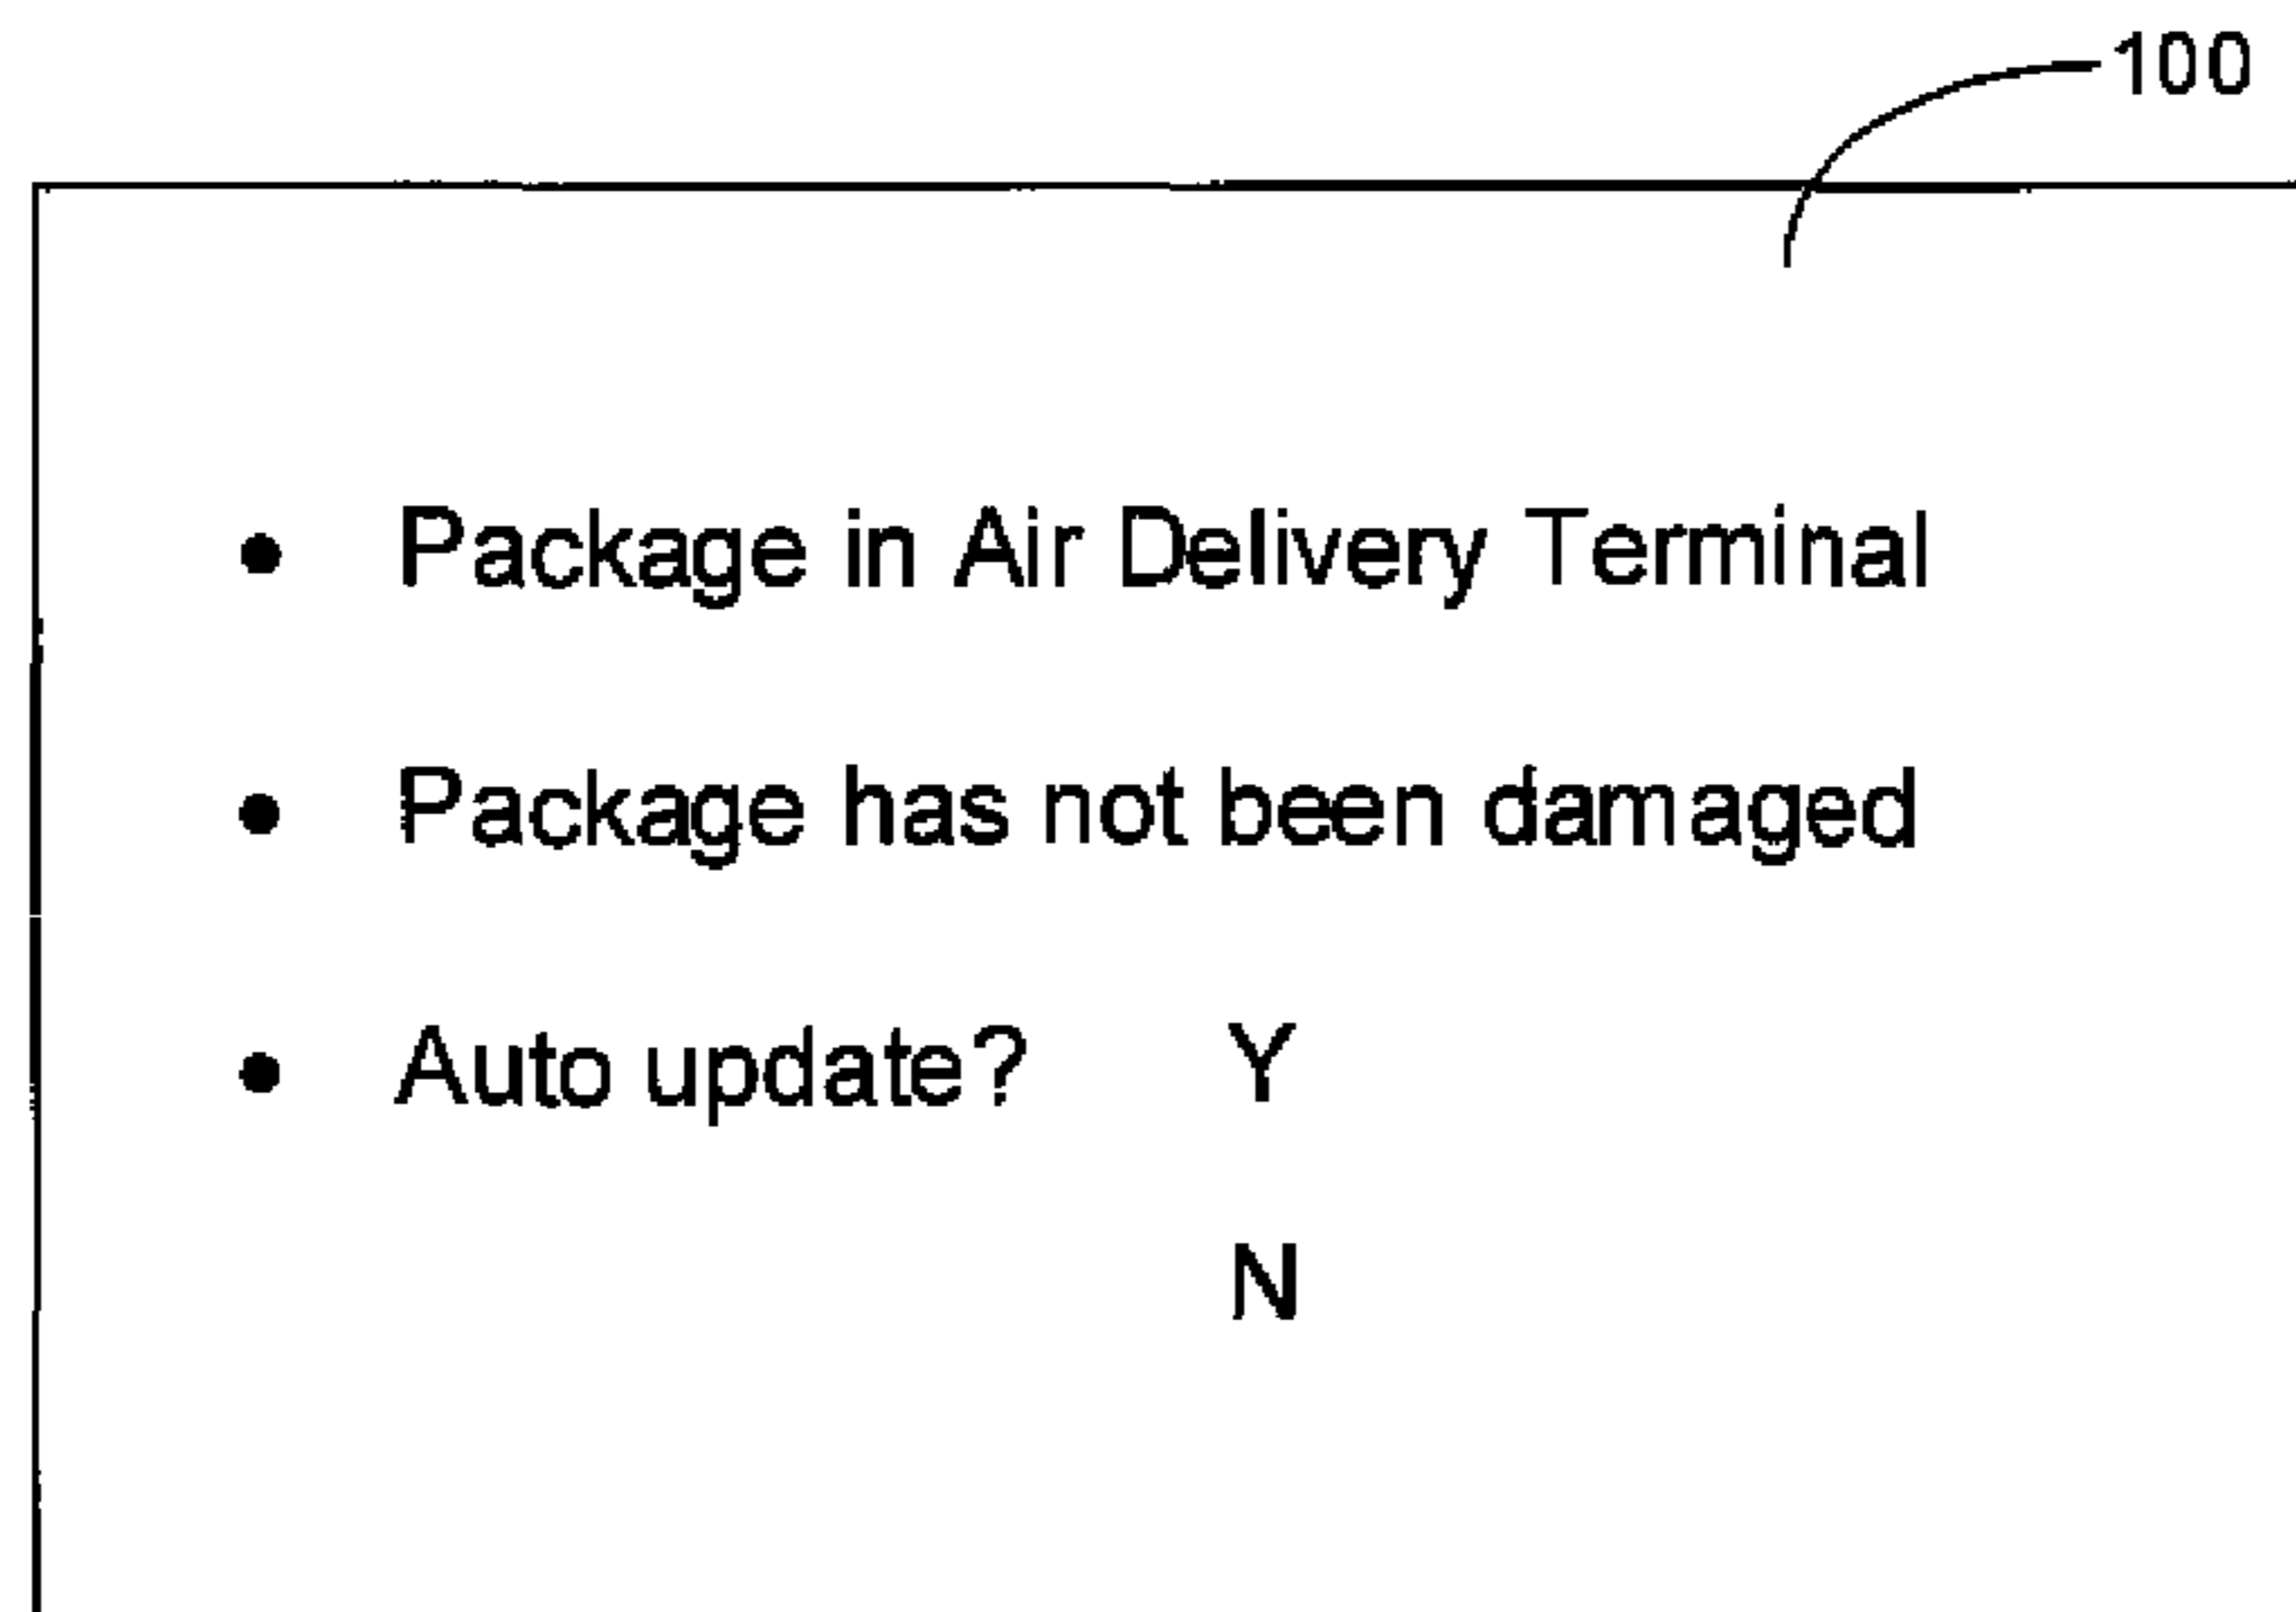 100
• Package in Air Delivery Terminal
• Package has not been damaged
• Auto update? Y
N